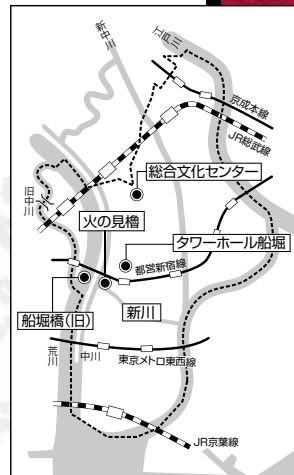 新中川
江戸川
京成本線
JR総武線
総合文化センター
旧中川
火の見櫓
タワーホール船堀
都営新宿線
船堀橋(旧)
新川
荒川
中川
東京メトロ東西線
JR京葉線